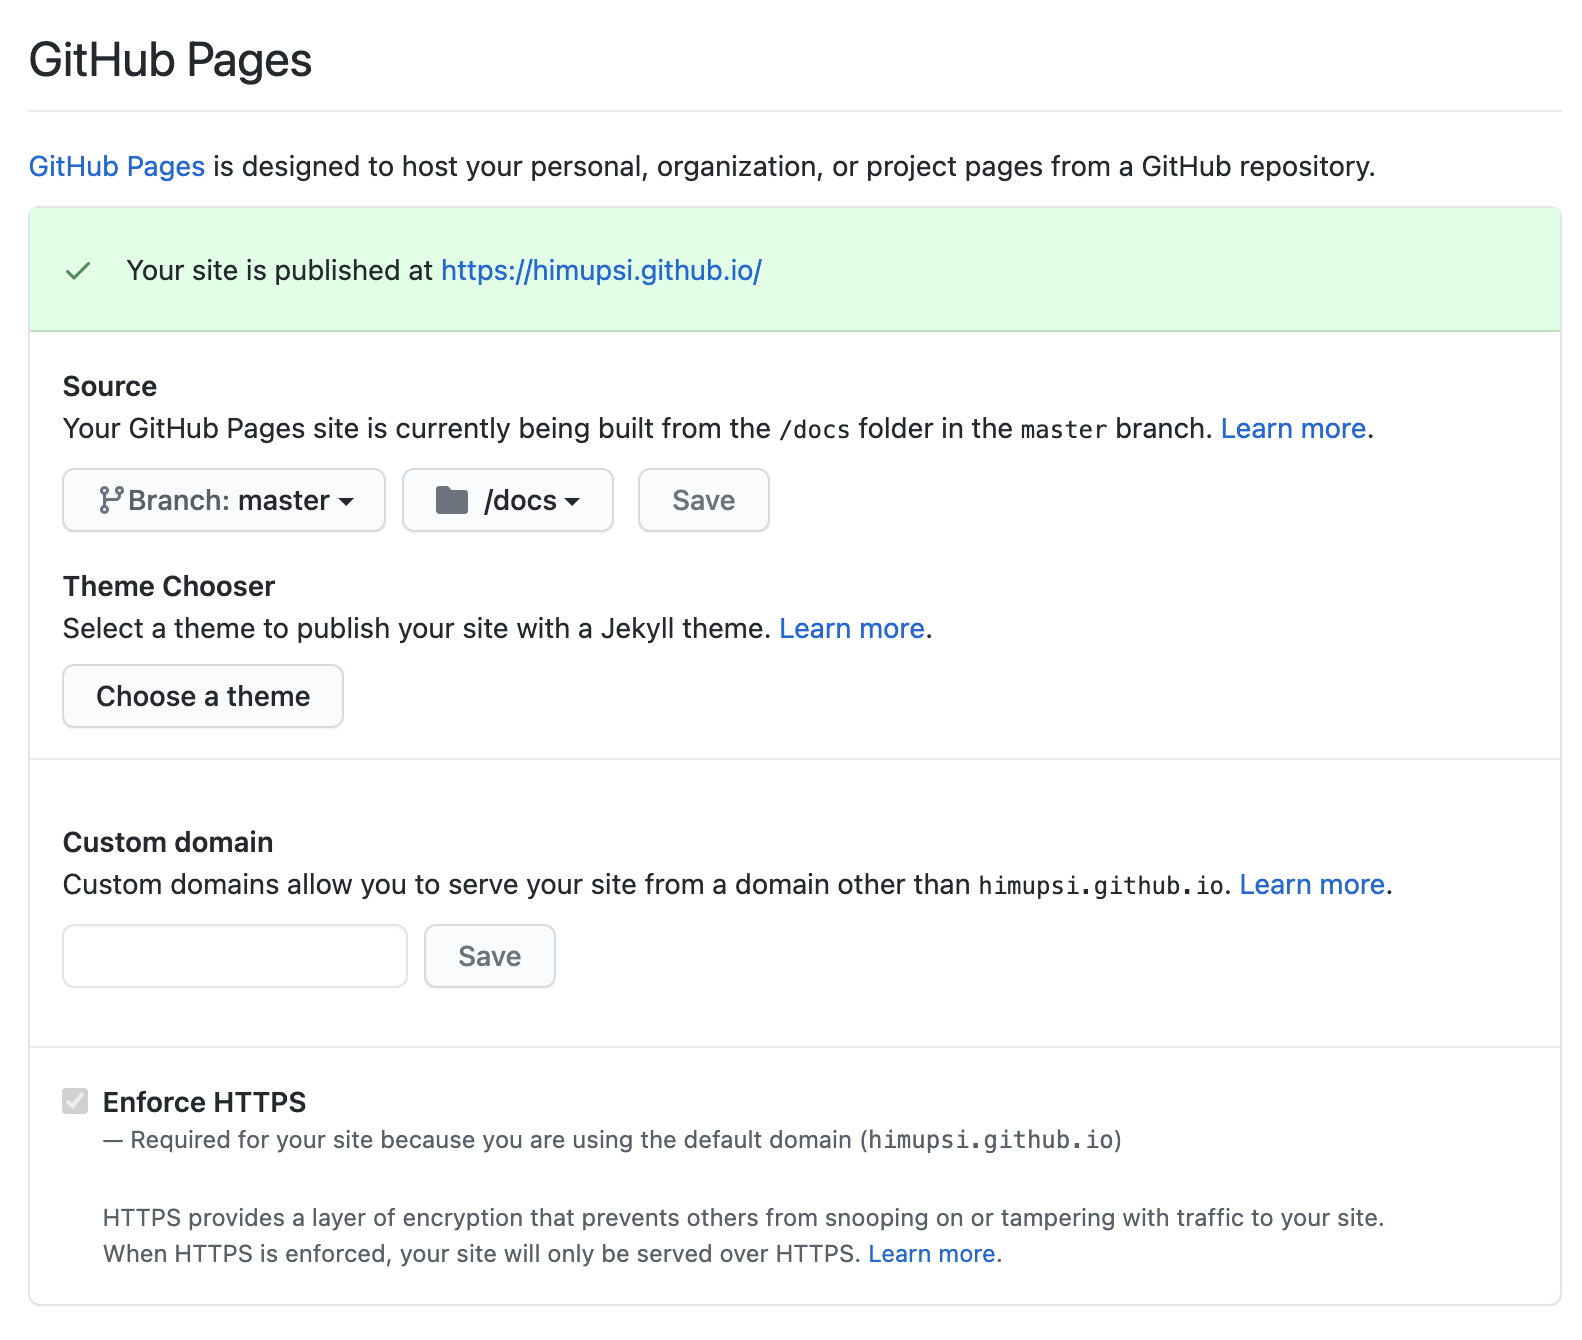 GitHub Pages
GitHub Pages is designed to host your personal, organization, or project pages from a GitHub repository.
Your site is published at https://himupsi.github.io/
Source
Your GitHub Pages site is currently being built from the /docs folder in the master branch. Learn more.
Branch: master /docs Save
Theme Chooser
Select a theme to publish your site with a Jekyll theme. Learn more.
Choose a theme
Custom domain
Custom domains allow you to serve your site from a domain other than himupsi.github.io. Learn more.
Save
Enforce HTTPS
— Required for your site because you are using the default domain (himupsi.github.io)
HTTPS provides a layer of encryption that prevents others from snooping on or tampering with traffic to your site.
When HTTPS is enforced, your site will only be served over HTTPS. Learn more.